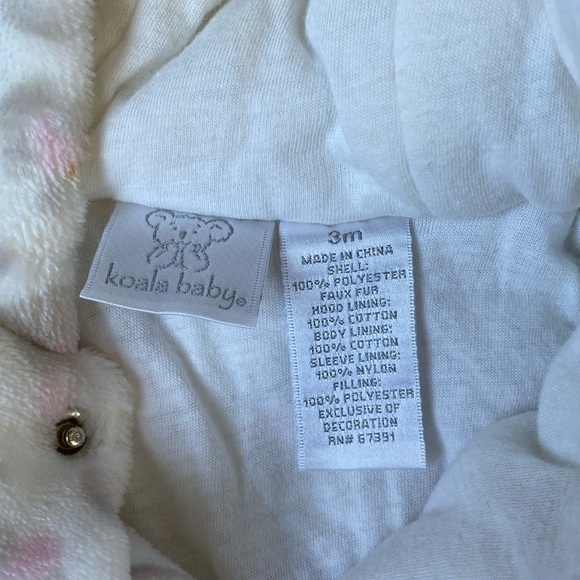 koala baby®
3m
MADE IN CHINA
SHELL:
100% POLYESTER
FAUX FUR
HOOD LINING:
100% COTTON
BODY LINING:
100% COTTON
SLEEVE LINING:
100% NYLON
FILLING:
100% POLYESTER
EXCLUSIVE OF
DECORATION
RN# 67391